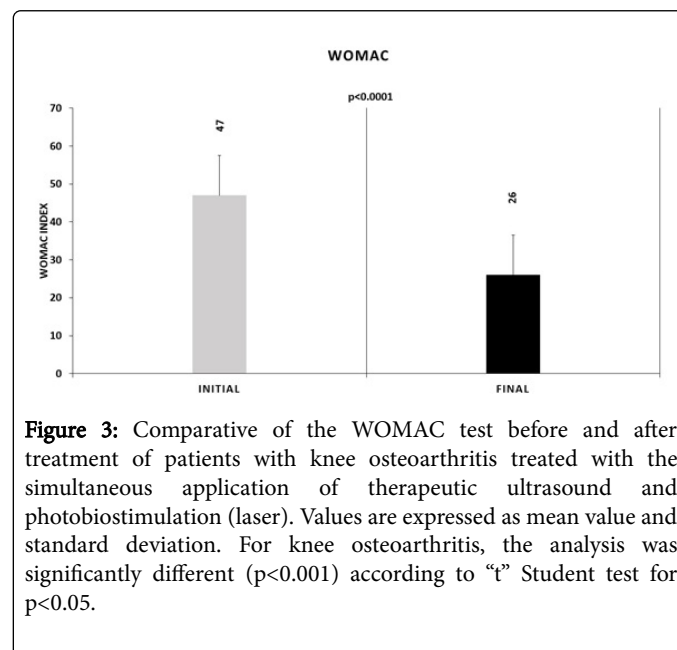 WOMAC
p<0.0001
70
60
50
40
30
20
10
0
WOMAC INDEX
47
26
INITIAL
FINAL
Figure 3: Comparative of the WOMAC test before and after
treatment of patients with knee osteoarthritis treated with the
simultaneous application of therapeutic ultrasound and
photobiostimulation (laser). Values are expressed as mean value and
standard deviation. For knee osteoarthritis, the analysis was
significantly different (p<0.001) according to “t” Student test for
p<0.05.